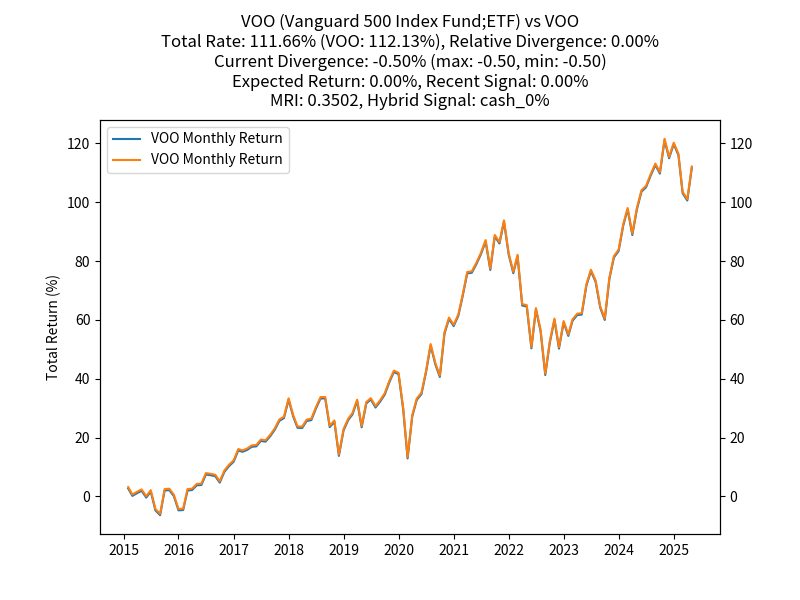 VOO (Vanguard 500 Index Fund;ETF) vs VOO
Total Rate: 111.66% (VOO: 112.13%), Relative Divergence: 0.00%
Current Divergence: -0.50% (max: -0.50, min: -0.50)
Expected Return: 0.00%, Recent Signal: 0.00%
MRI: 0.3502, Hybrid Signal: cash_0%
VOO Monthly Return
VOO Monthly Return
Total Return (%)
120
100
80
60
40
20
0
120
100
80
60
40
20
0
2015 2016 2017 2018 2019 2020 2021 2022 2023 2024 2025